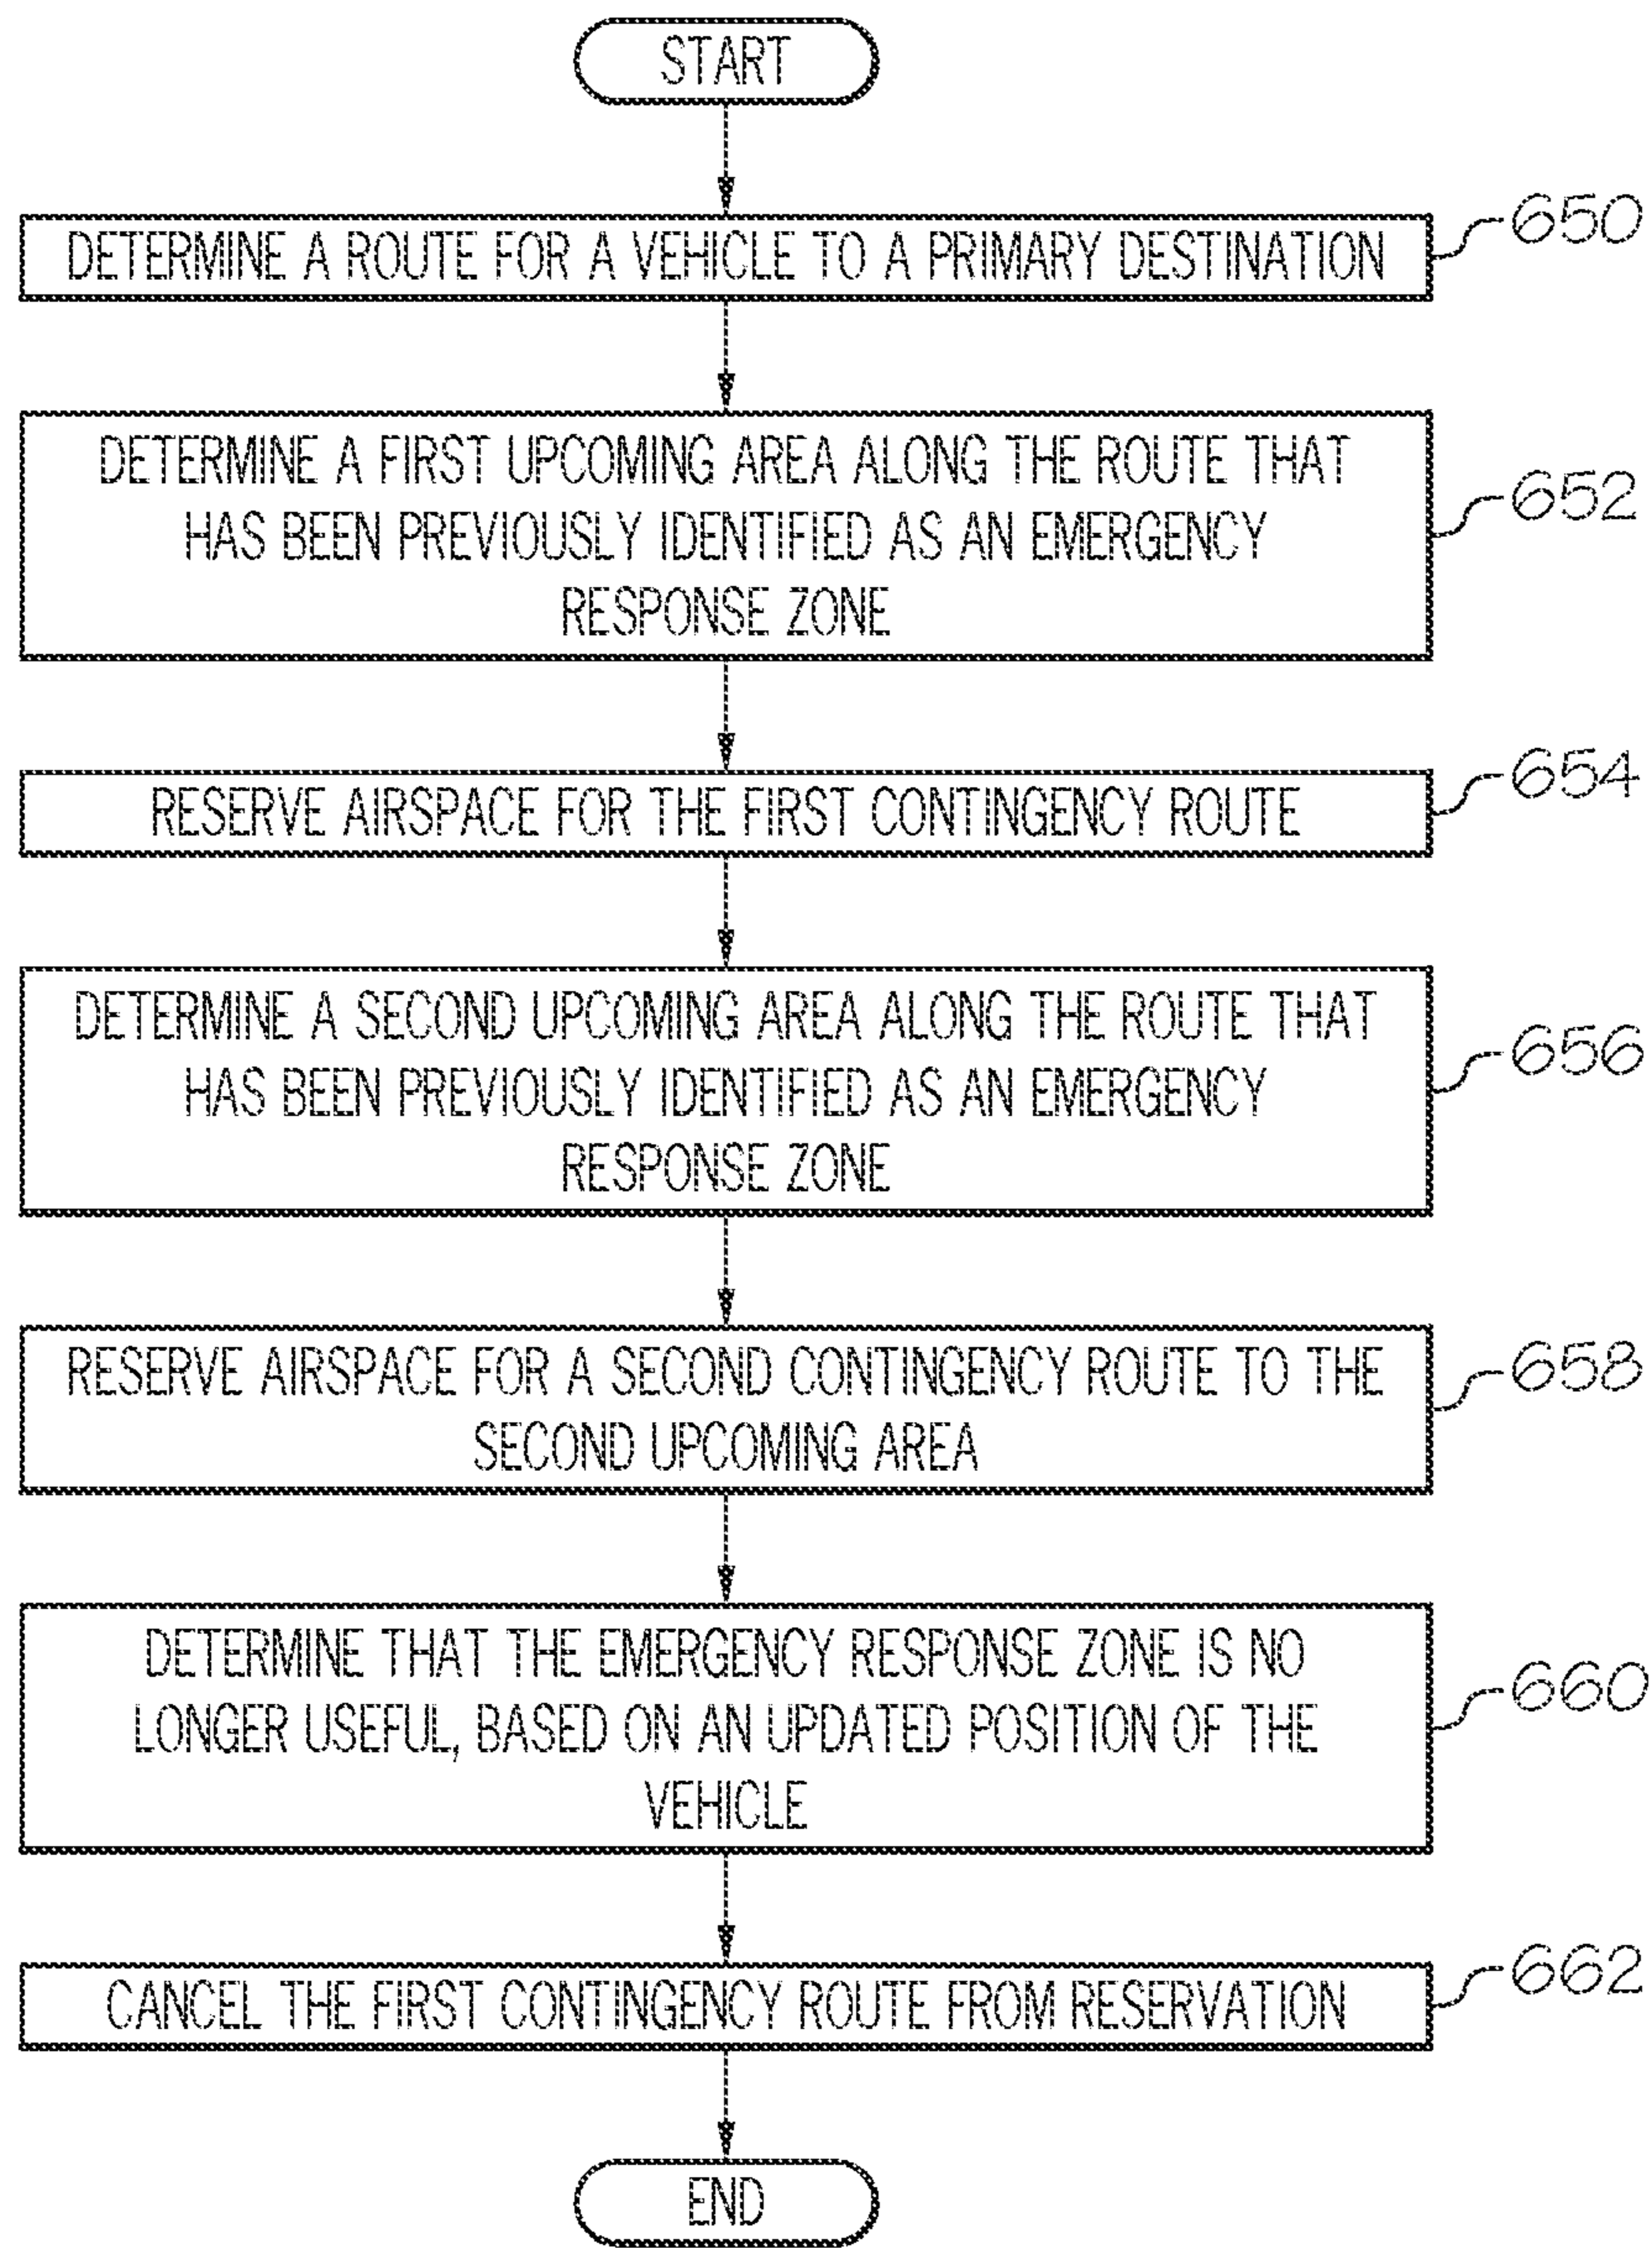 START
DETERMINE A ROUTE FOR A VEHICLE TO A PRIMARY DESTINATION
650
DETERMINE A FIRST UPCOMING AREA ALONG THE ROUTE THAT
HAS BEEN PREVIOUSLY IDENTIFIED AS AN EMERGENCY
RESPONSE ZONE
652
RESERVE AIRSPACE FOR THE FIRST CONTINGENCY ROUTE
654
DETERMINE A SECOND UPCOMING AREA ALONG THE ROUTE THAT
HAS BEEN PREVIOUSLY IDENTIFIED AS AN EMERGENCY
RESPONSE ZONE
656
RESERVE AIRSPACE FOR A SECOND CONTINGENCY ROUTE TO THE
SECOND UPCOMING AREA
658
DETERMINE THAT THE EMERGENCY RESPONSE ZONE IS NO
LONGER USEFUL, BASED ON AN UPDATED POSITION OF THE
VEHICLE
660
CANCEL THE FIRST CONTINGENCY ROUTE FROM RESERVATION
662
END